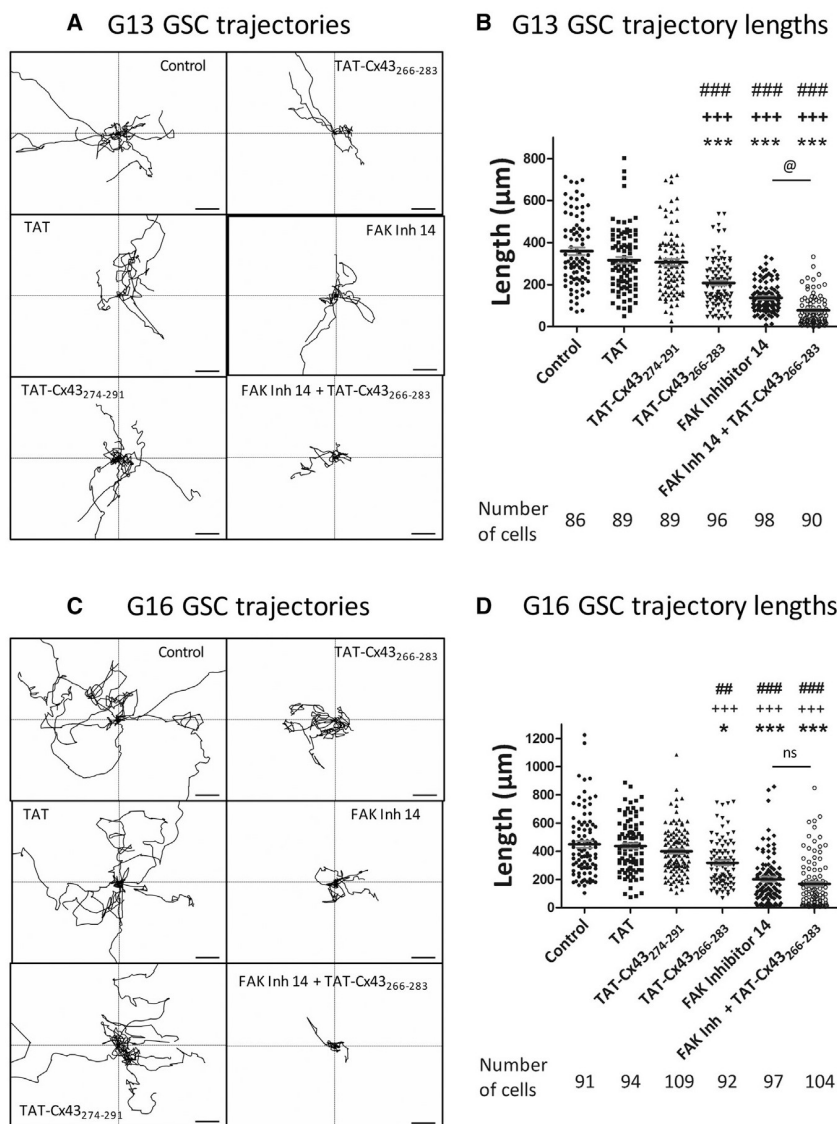 A G13 GSC trajectories
Control
TAT-Cx43266-283
TAT
FAK Inh 14
TAT-Cx43274-291
FAK Inh 14 + TAT-Cx43266-283
B G13 GSC trajectory lengths
### ### ###
+++ +++ +++
*** *** ***
@
800
600
400
200
0
Length (µm)
Control
TAT
TAT-Cx43274-291
TAT-Cx43266-283
FAK Inhibitor 14
FAK Inh 14 + TAT-Cx43266-283
Number
of cells
86 89 89 96 98 90
C G16 GSC trajectories
Control
TAT-Cx43266-283
TAT
FAK Inh 14
TAT-Cx43274-291
FAK Inh 14 + TAT-Cx43266-283
D G16 GSC trajectory lengths
## ### ###
+++ +++ +++
* *** ***
ns
1200
1000
800
600
400
200
0
Length (µm)
Control
TAT
TAT-Cx43274-291
TAT-Cx43266-283
FAK Inhibitor 14
FAK Inh + TAT-Cx43266-283
Number
of cells
91 94 109 92 97 104